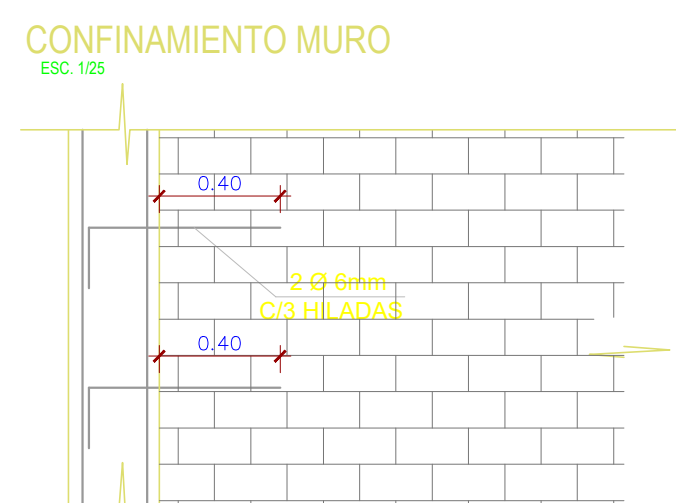 CONFINAMIENTO MURO
ESC. 1/25
0.40
2 Ø 6mm
C/3 HILADAS
0.40